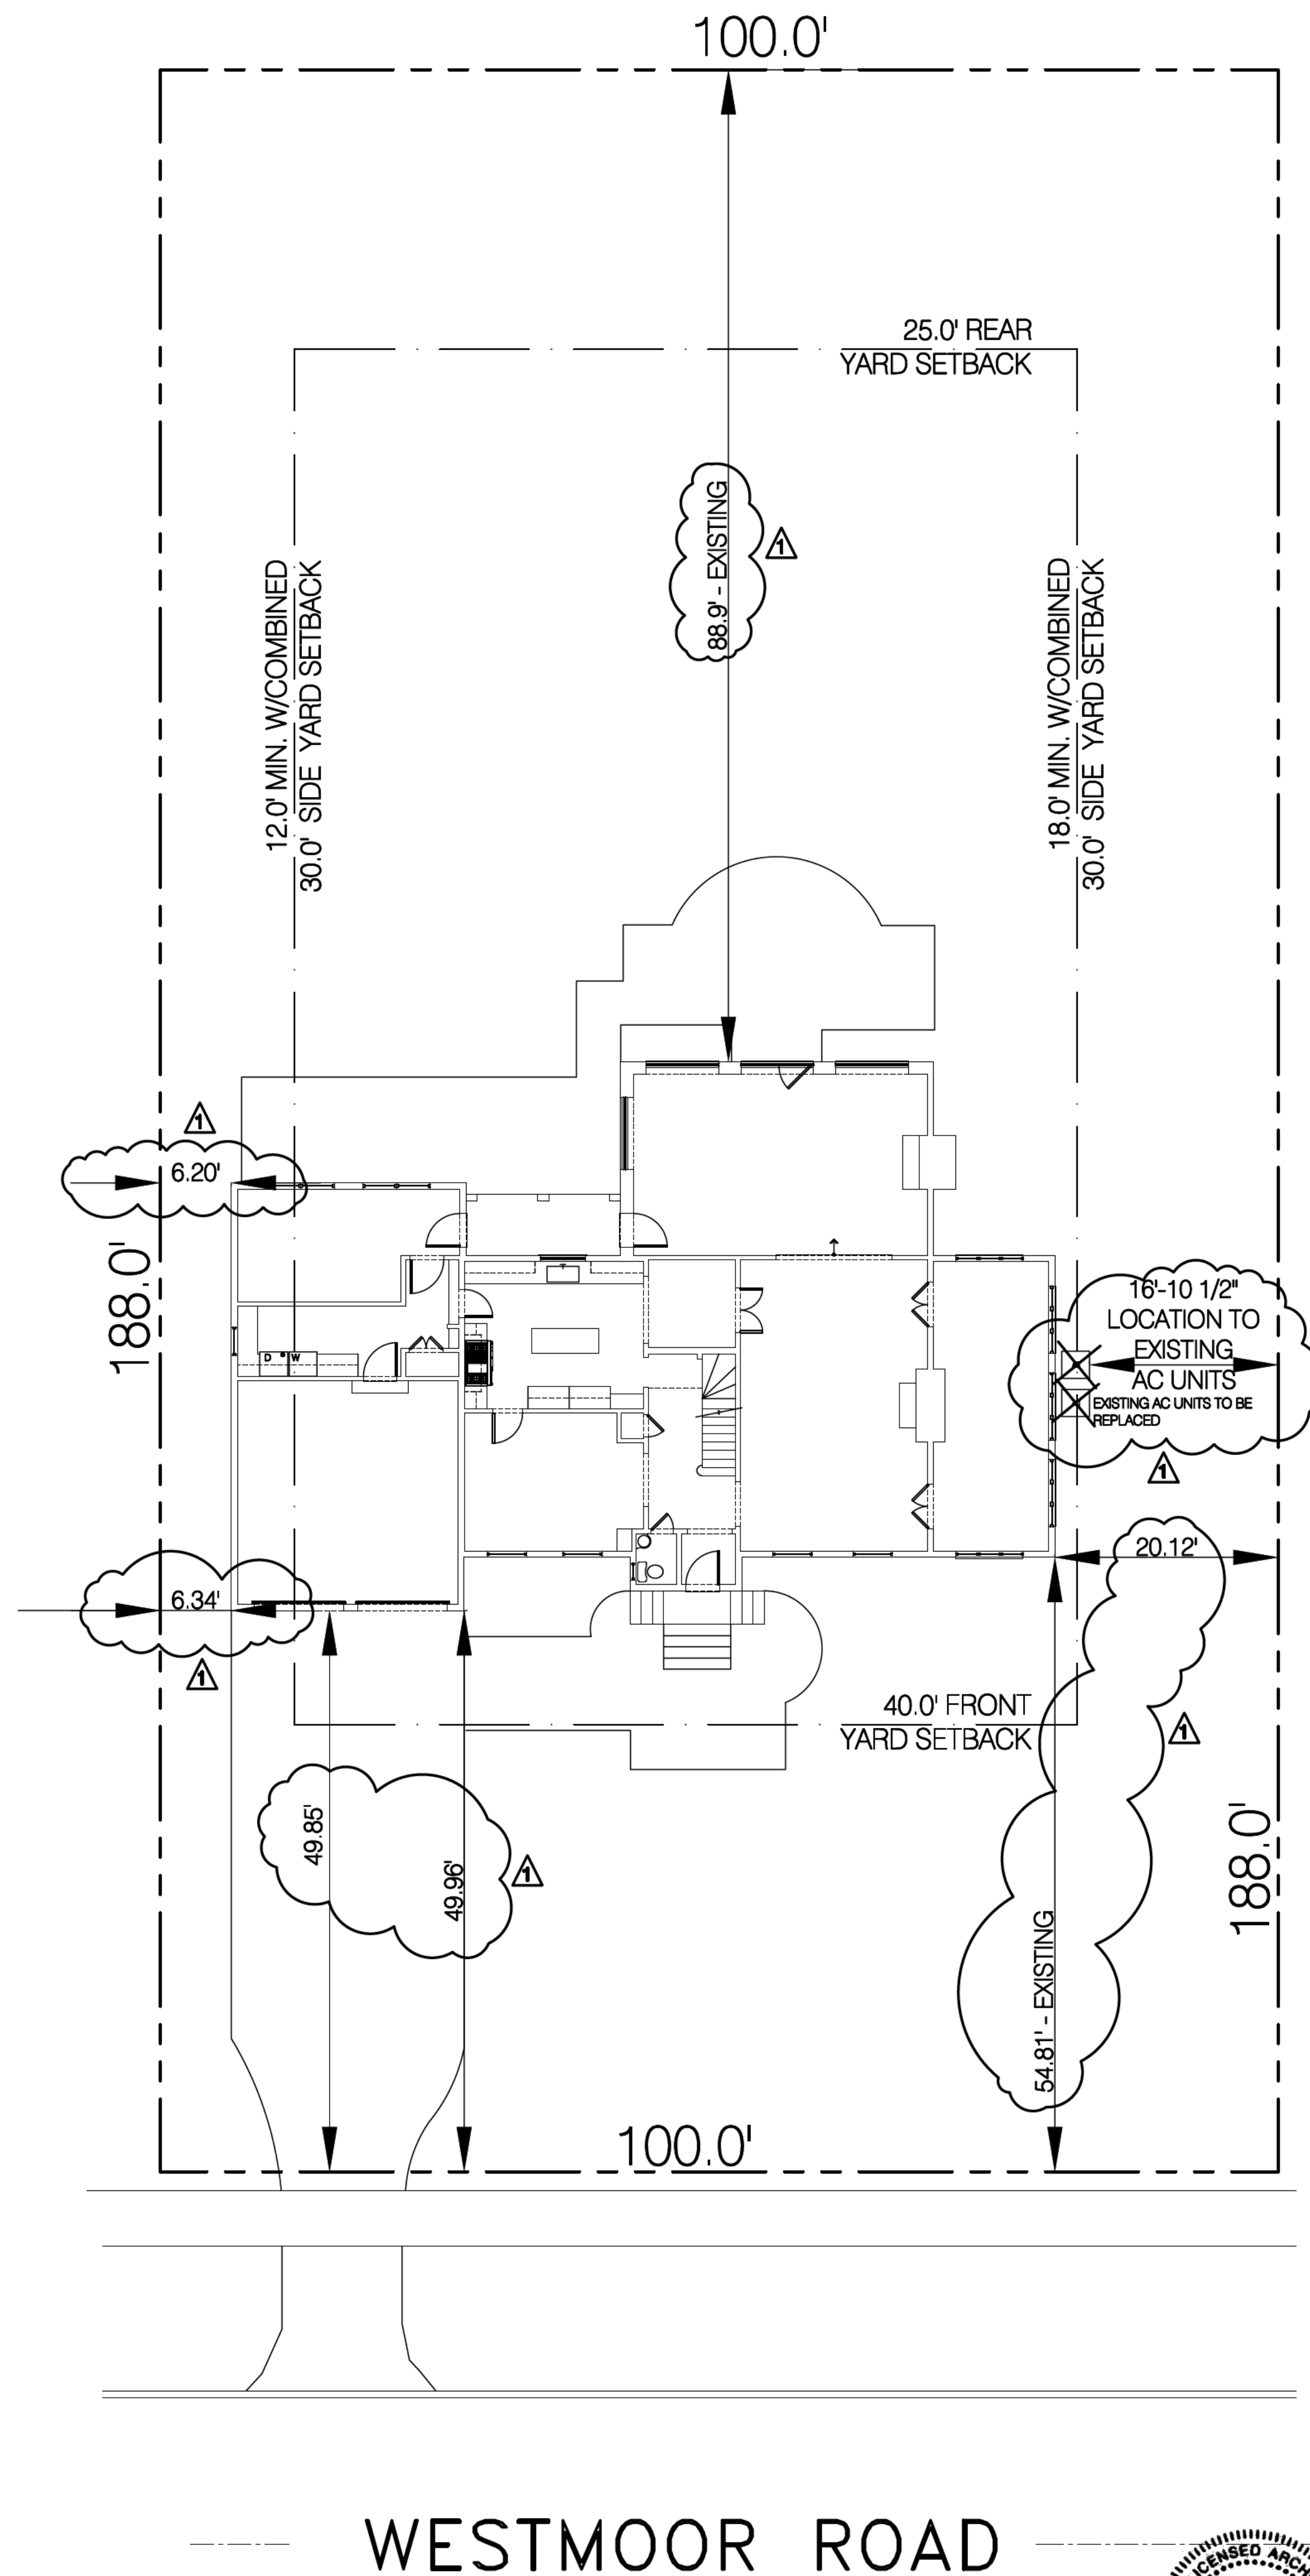 100.0'
25.0' REAR
YARD SETBACK
88.9' - EXISTING
1
12.0' MIN. W/COMBINED
30.0' SIDE YARD SETBACK
18.0' MIN. W/COMBINED
30.0' SIDE YARD SETBACK
1
6.20'
188.0'
16'-10 1/2"
LOCATION TO
EXISTING
AC UNITS
EXISTING AC UNITS TO BE
REPLACED
1
D W
20.12'
6.34'
1
40.0' FRONT
YARD SETBACK
1
49.85'
49.96'
1
188.0'
54.81' - EXISTING
100.0'
WESTMOOR ROAD